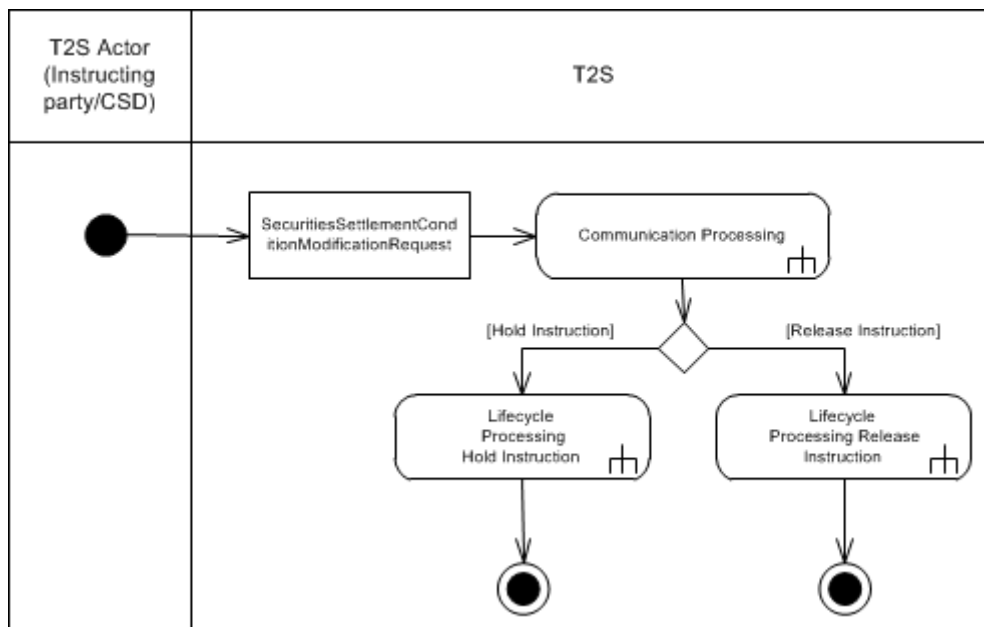 T2S Actor
(Instructing
party/CSD)
T2S
SecuritiesSettlementCond
itionModificationRequest
Communication Processing
[Hold Instruction]
[Release Instruction]
Lifecycle
Processing
Hold Instruction
Lifecycle
Processing Release
Instruction